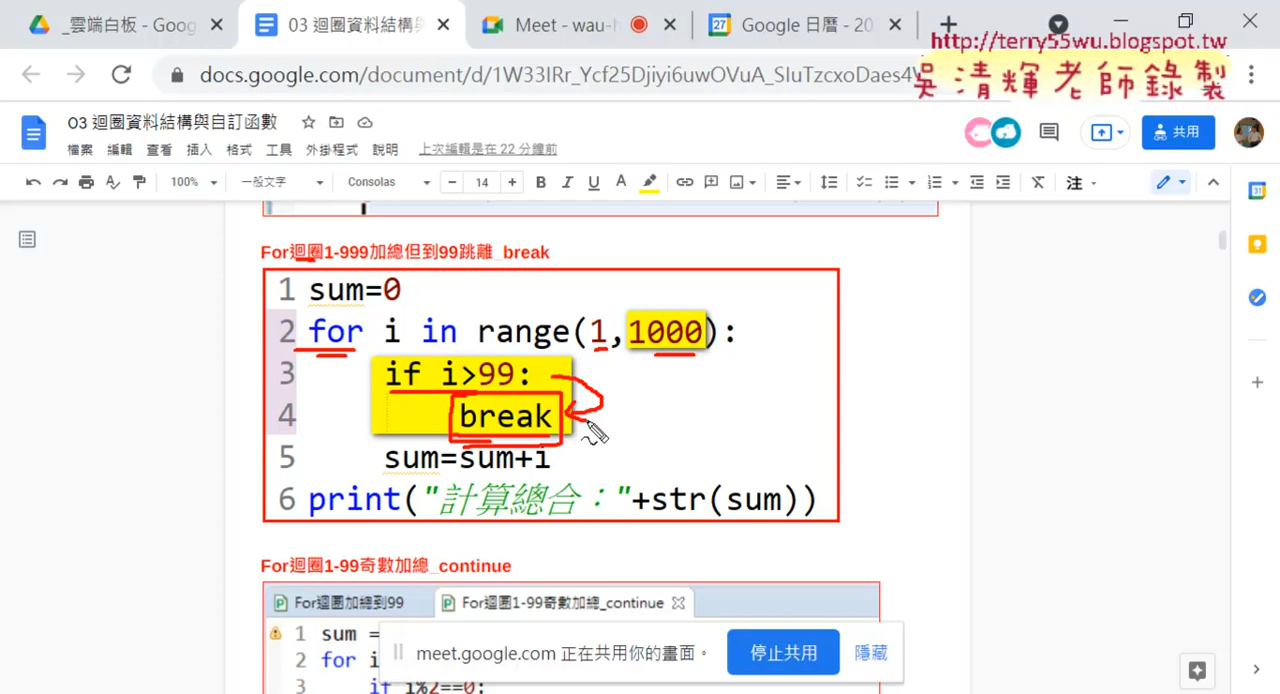 _雲端白板 - Goog
03 迴圈資料結構與
Meet - wau-h
27
Google 日曆 - 20
http://terry55wu.blogspot.tw
docs.google.com/document/d/1W33IRr_Ycf25Djiyi6uwOVuA_SIuTzcxoDaes4V
吳清輝老師錄製
03 迴圈資料結構與自訂函數
檔案 編輯 查看 插入 格式 工具 外掛程式 說明 上次編輯是在 22 分鐘前
共用
100% 一般文字 Consolas 14 B I U A 注
31
For迴圈1-999加總但到99跳離_break
1 sum=0
2 for i in range(1,1000):
3 if i>99:
4 break
5 sum=sum+i
6 print("計算總合："+str(sum))
For迴圈1-99奇數加總_continue
For迴圈加總到99 For迴圈1-99奇數加總_continue
1 sum =
2 for i
3 if i%2==0:
meet.google.com 正在共用你的畫面。 停止共用 隱藏